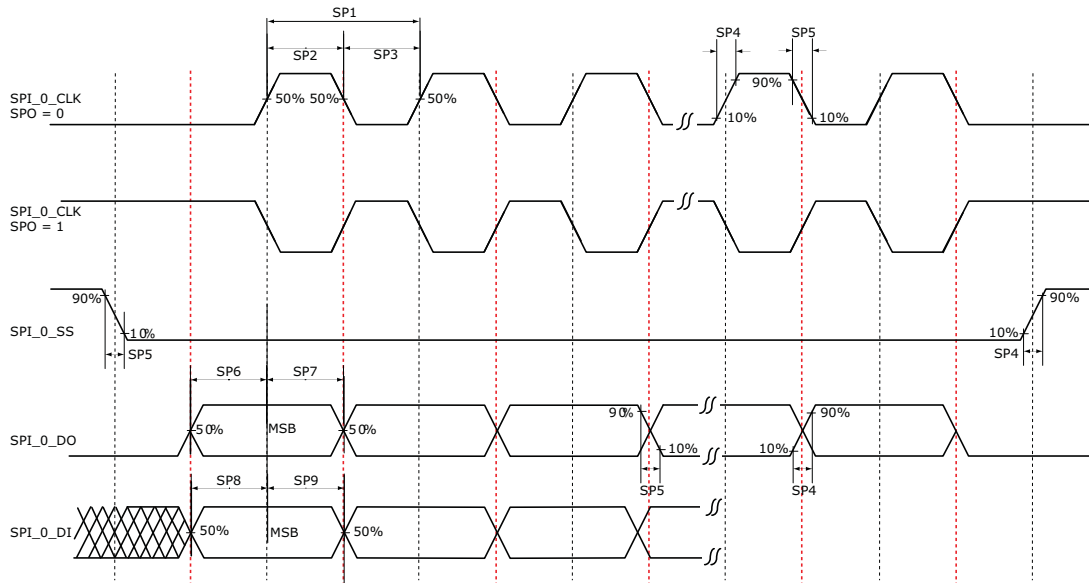 SP1
SP4 SP5
SP2 SP3
SPI_0_CLK
SPO = 0
50% 50% 50% 90%
10% 10%
SPI_0_CLK
SPO = 1
90% 90%
SPI_0_SS 10% 10%
SP5 SP4
SP6 SP7
90% 90%
SPI_0_DO 50% MSB 50% 10% 10%
SP5 SP4
SP8 SP9
SPI_0_DI 50% MSB 50%